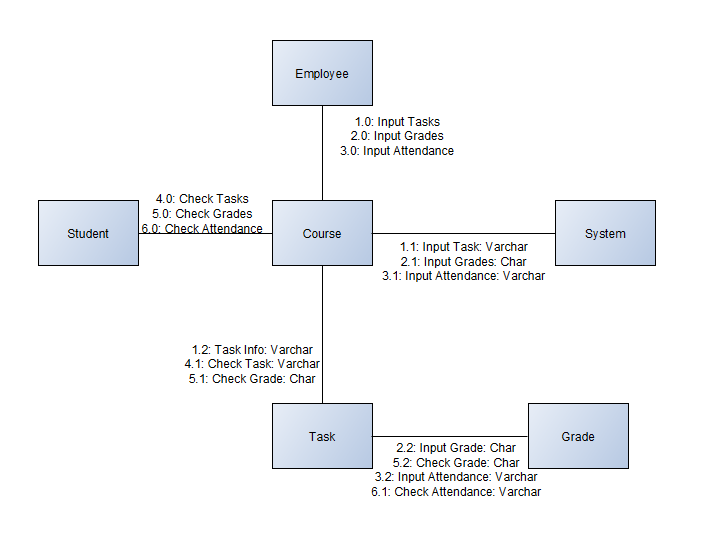 Employee
1.0: Input Tasks
2.0: Input Grades
3.0: Input Attendance
4.0: Check Tasks
5.0: Check Grades
6.0: Check Attendance
Student
Course
System
1.1: Input Task: Varchar
2.1: Input Grades: Char
3.1: Input Attendance: Varchar
1.2: Task Info: Varchar
4.1: Check Task: Varchar
5.1: Check Grade: Char
Task
Grade
2.2: Input Grade: Char
5.2: Check Grade: Char
3.2: Input Attendance: Varchar
6.1: Check Attendance: Varchar